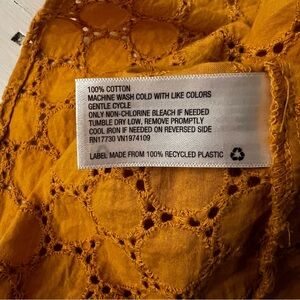 100% COTTON
MACHINE WASH COLD WITH LIKE COLORS
GENTLE CYCLE
ONLY NON-CHLORINE BLEACH IF NEEDED
TUMBLE DRY LOW, REMOVE PROMPTLY
COOL IRON IF NEEDED ON REVERSED SIDE
RN17730 VN1974109
LABEL MADE FROM 100% RECYCLED PLASTIC